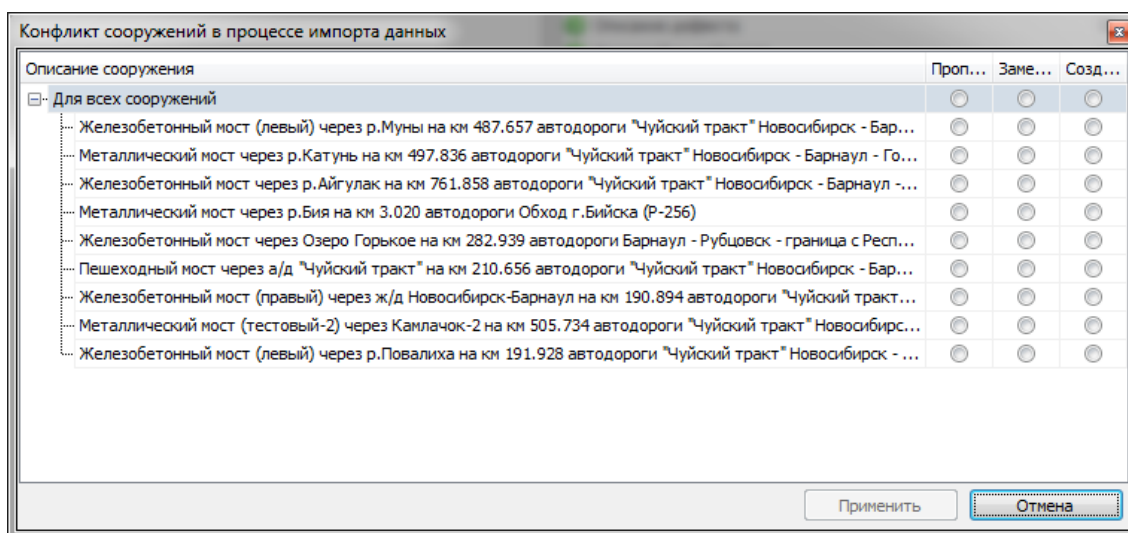 Конфликт сооружений в процессе импорта данных
Описание сооружения Проп... Заме... Созд...
Для всех сооружений
Железобетонный мост (левый) через р.Муны на км 487.657 автодороги "Чуйский тракт" Новосибирск - Бар...
Металлический мост через р.Катунь на км 497.836 автодороги "Чуйский тракт" Новосибирск - Барнаул - Го...
Железобетонный мост через р.Айгулак на км 761.858 автодороги "Чуйский тракт" Новосибирск - Барнаул -...
Металлический мост через р.Бия на км 3.020 автодороги Обход г.Бийска (Р-256)
Железобетонный мост через Озеро Горькое на км 282.939 автодороги Барнаул - Рубцовск - граница с Респ...
Пешеходный мост через а/д "Чуйский тракт" на км 210.656 автодороги "Чуйский тракт" Новосибирск - Бар...
Железобетонный мост (правый) через ж/д Новосибирск-Барнаул на км 190.894 автодороги "Чуйский тракт...
Металлический мост (тестовый-2) через Камлачок-2 на км 505.734 автодороги "Чуйский тракт" Новосибирс...
Железобетонный мост (левый) через р.Повалиха на км 191.928 автодороги "Чуйский тракт" Новосибирск - ...
Применить Отмена